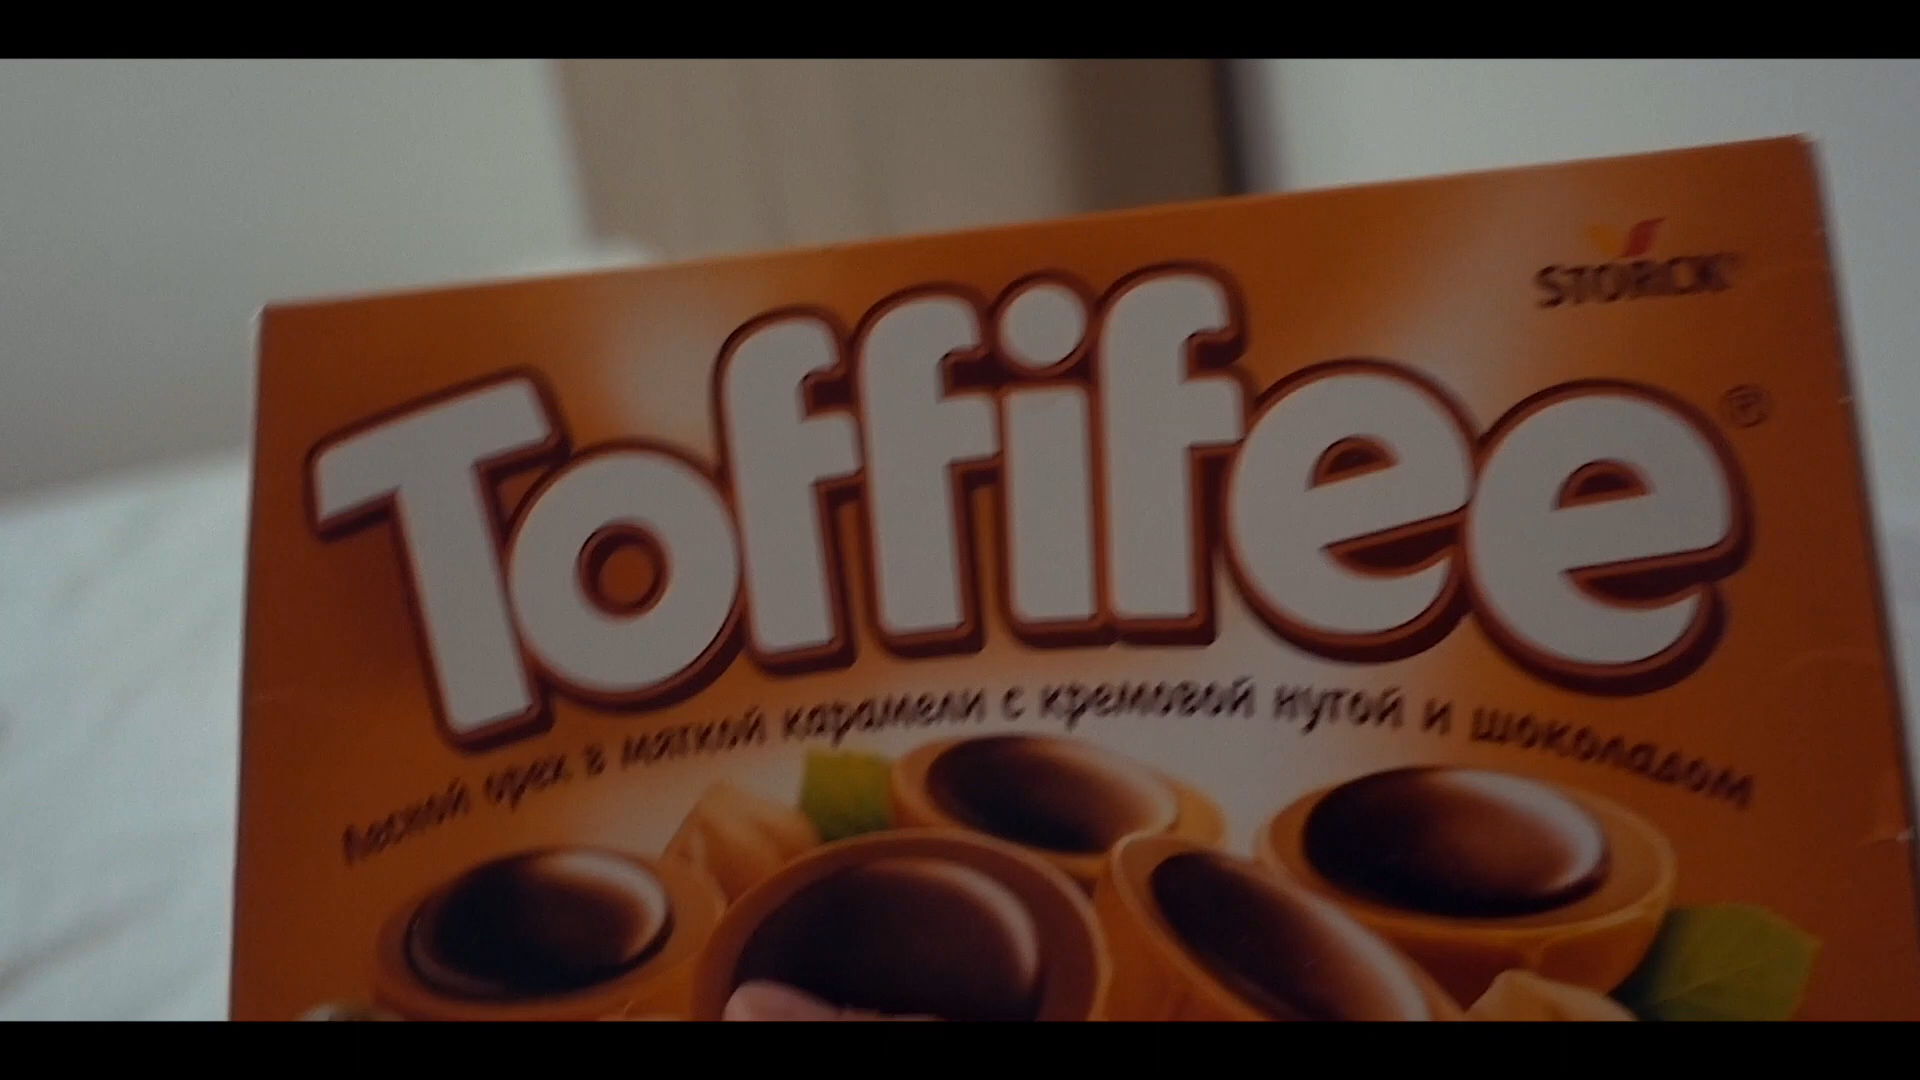 STORCK
Toffifee®
Лесной орех в мягкой карамели с кремовой нугой и шоколадом